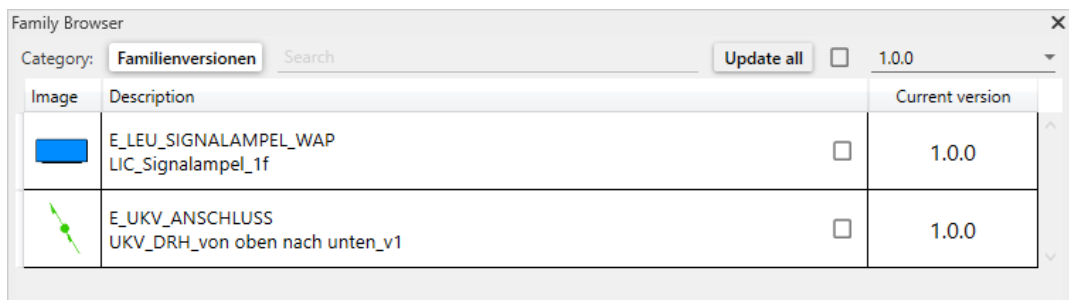 Family Browser
Category: Familienversionen Search Update all 1.0.0
Image Description Current version
E_LEU_SIGNALAMPEL_WAP
LIC_Signalampel_1f
1.0.0
E_UKV_ANSCHLUSS
UKV_DRH_von oben nach unten_v1
1.0.0